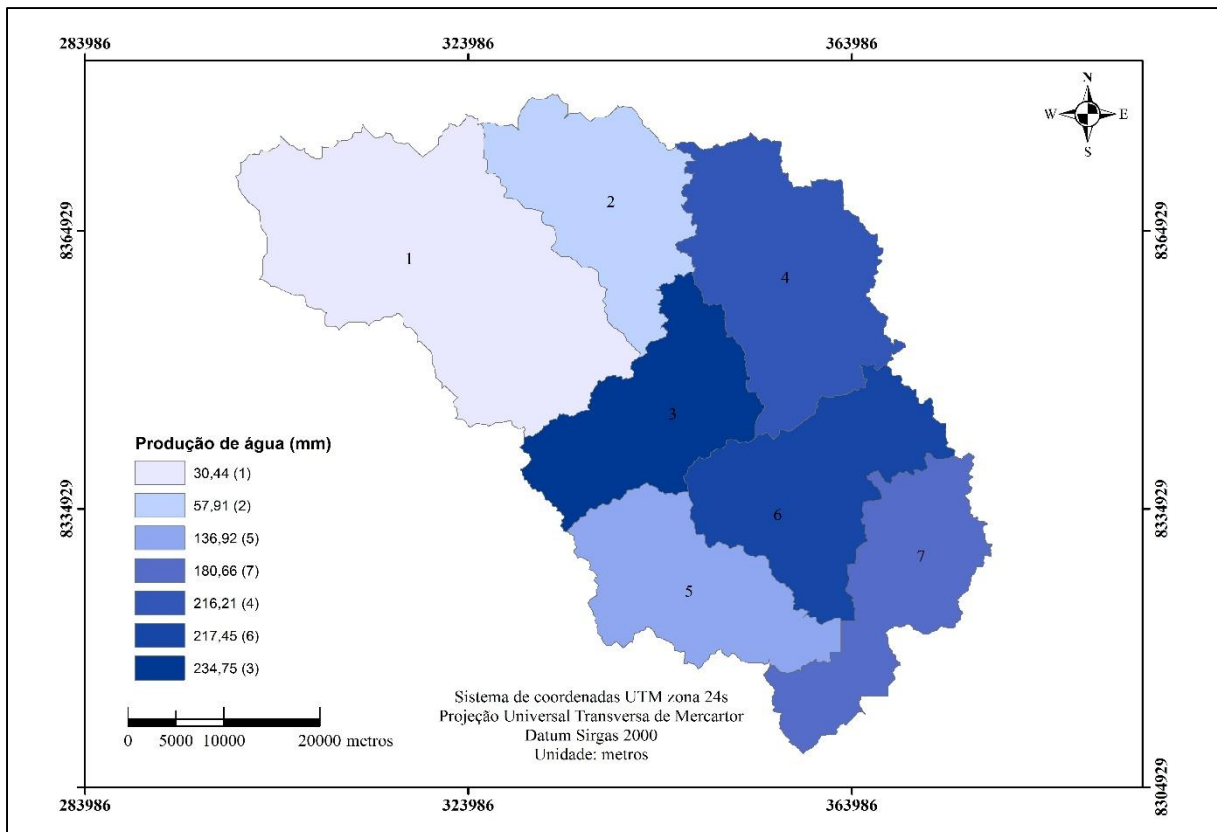 283986 323986 363986
N
W E
S
8364929 8364929
2
1
4
3
Produção de água (mm)
30,44 (1)
57,91 (2)
136,92 (5)
180,66 (7)
216,21 (4)
217,45 (6)
234,75 (3)
8334929 8334929
6
7
5
Sistema de coordenadas UTM zona 24s
Projeção Universal Transversa de Mercartor
Datum Sirgas 2000
Unidade: metros
0 5000 10000 20000 metros
8304929
283986 323986 363986